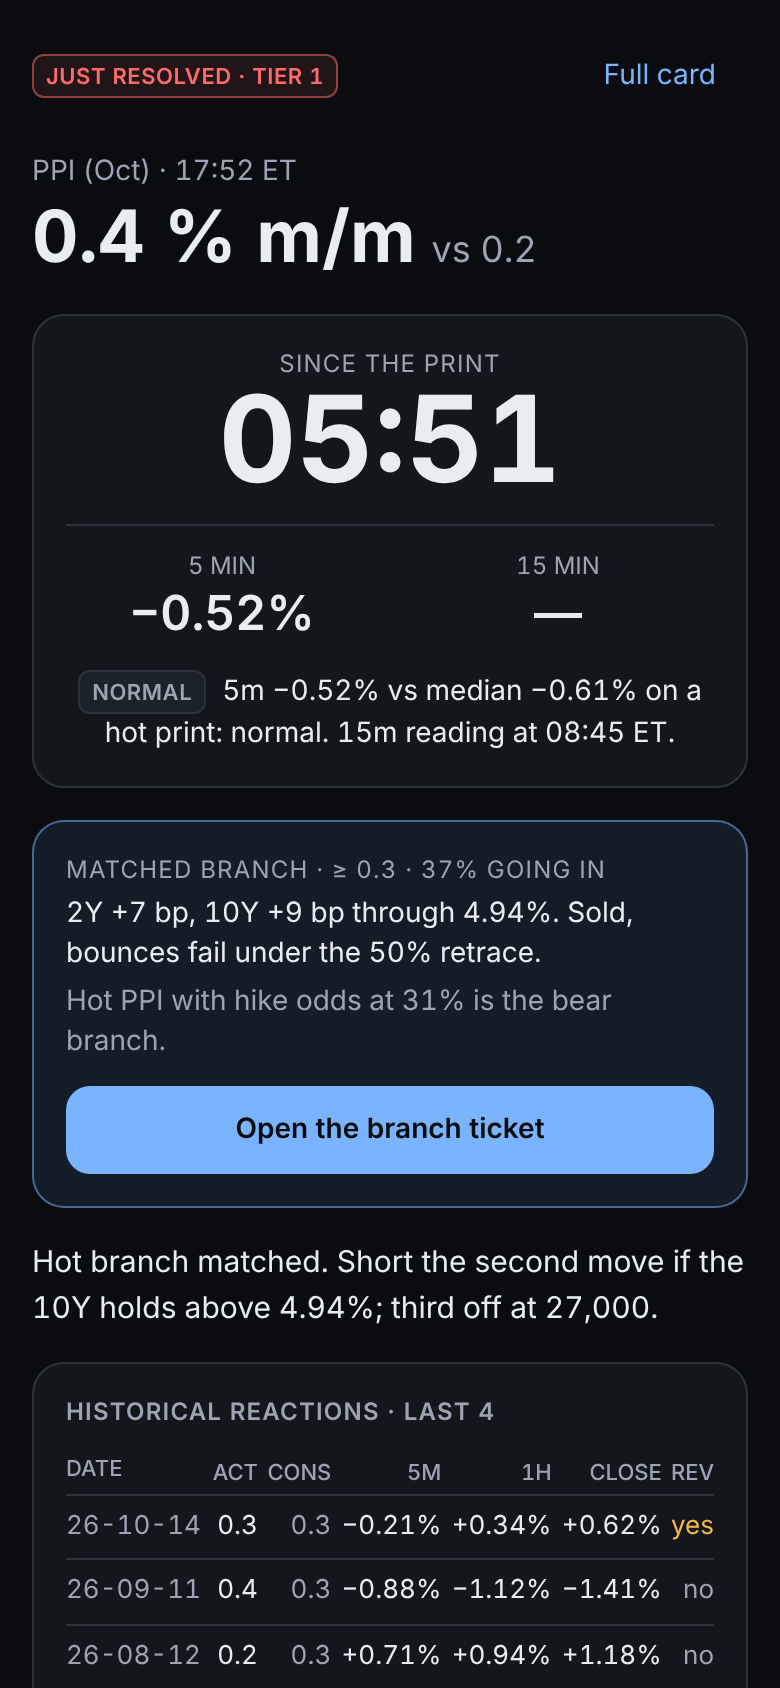 JUST RESOLVED · TIER 1
Full card
PPI (Oct) · 17:52 ET
0.4 % m/m vs 0.2
SINCE THE PRINT
05:51
5 MIN 15 MIN
−0.52% —
NORMAL 5m −0.52% vs median −0.61% on a
hot print: normal. 15m reading at 08:45 ET.
MATCHED BRANCH · ≥ 0.3 · 37% GOING IN
2Y +7 bp, 10Y +9 bp through 4.94%. Sold,
bounces fail under the 50% retrace.
Hot PPI with hike odds at 31% is the bear
branch.
Open the branch ticket
Hot branch matched. Short the second move if the
10Y holds above 4.94%; third off at 27,000.
HISTORICAL REACTIONS · LAST 4
DATE ACT CONS 5M 1H CLOSE REV
26-10-14 0.3 0.3 −0.21% +0.34% +0.62% yes
26-09-11 0.4 0.3 −0.88% −1.12% −1.41% no
26-08-12 0.2 0.3 +0.71% +0.94% +1.18% no